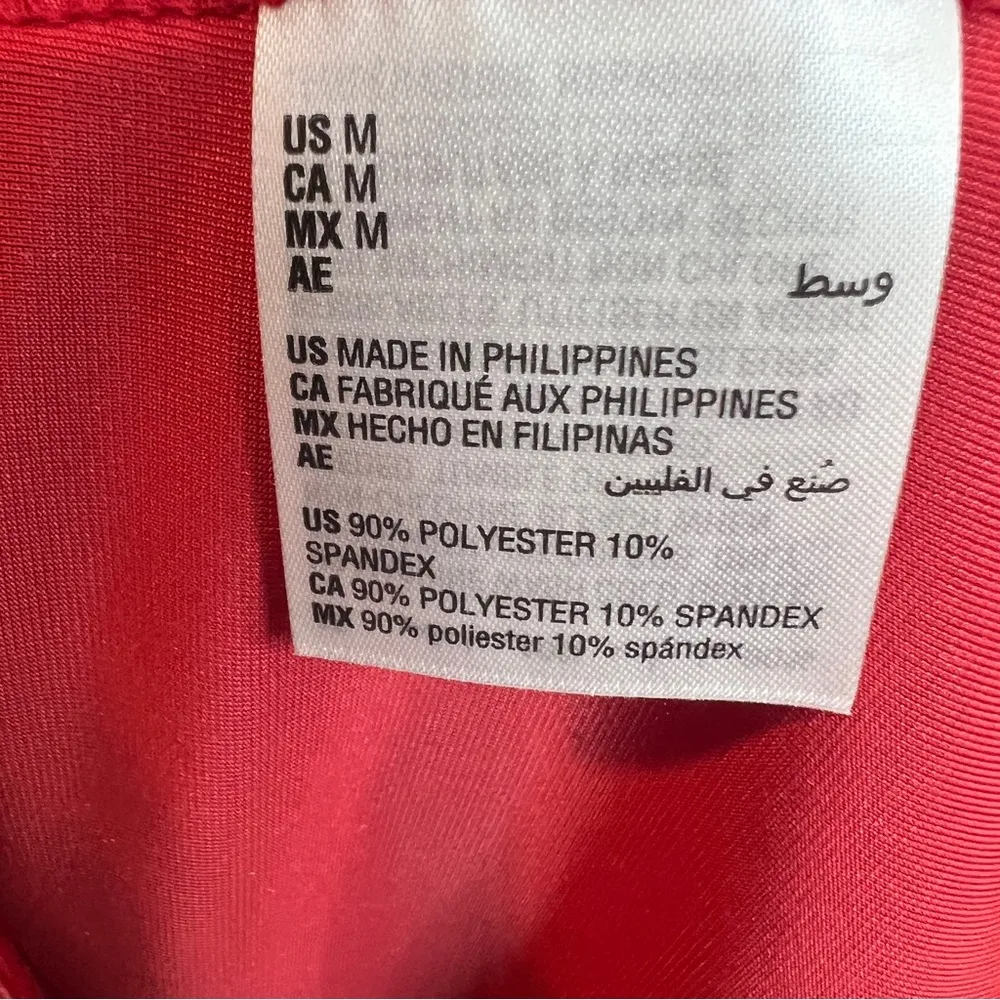 US M
CA M
MX M
AE وسط
US MADE IN PHILIPPINES
CA FABRIQUÉ AUX PHILIPPINES
MX HECHO EN FILIPINAS
AE
صُنع في الفلبين
US 90% POLYESTER 10%
SPANDEX
CA 90% POLYESTER 10% SPANDEX
MX 90% poliester 10% spándex